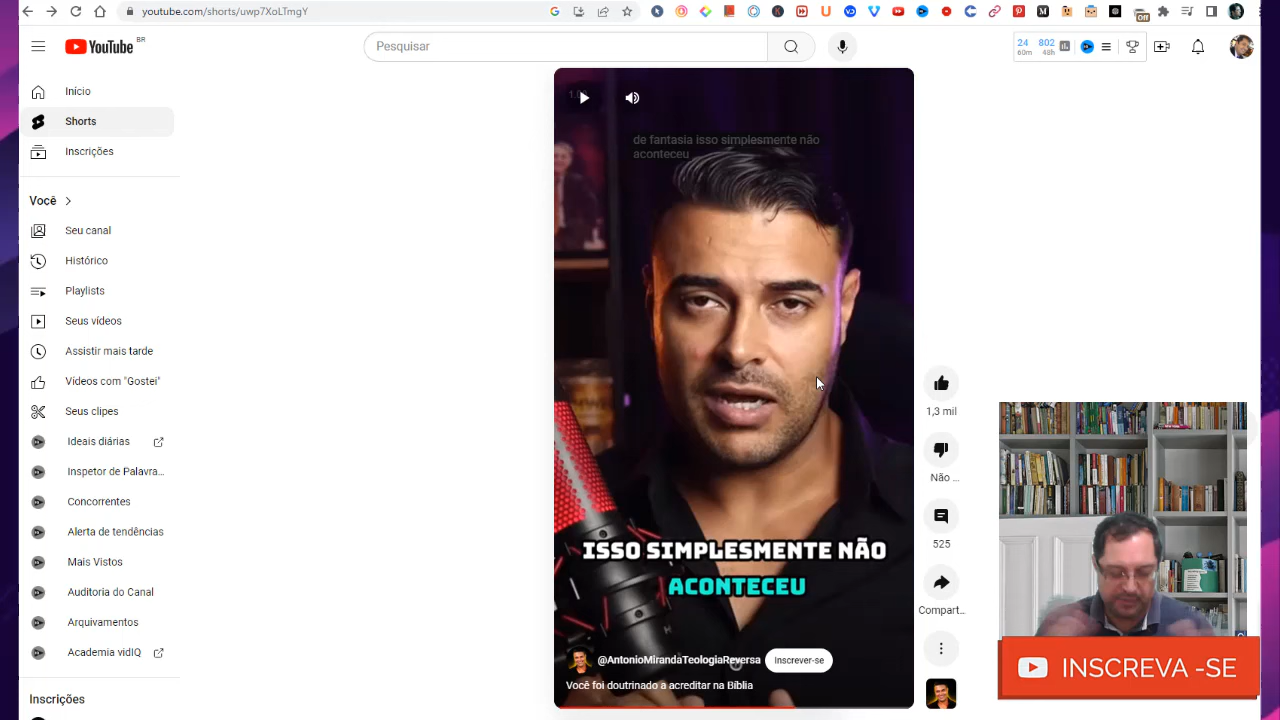 youtube.com/shorts/uwp7XoLTmgY
Off
YouTube BR
Pesquisar
24 802
60m 48h
Início
Shorts
Inscrições
Você
Seu canal
Histórico
Playlists
Seus vídeos
Assistir mais tarde
Vídeos com "Gostei"
Seus clipes
Ideais diárias
Inspetor de Palavra...
Concorrentes
Alerta de tendências
Mais Vistos
Auditoria do Canal
Arquivamentos
Academia vidIQ
Inscrições
de fantasia isso simplesmente não
aconteceu
ISSO SIMPLESMENTE NÃO
ACONTECEU
@AntonioMirandaTeologiaReversa
Inscrever-se
Você foi doutrinado a acreditar na Bíblia
1,3 mil
Não ...
525
Compart...
INSCREVA -SE